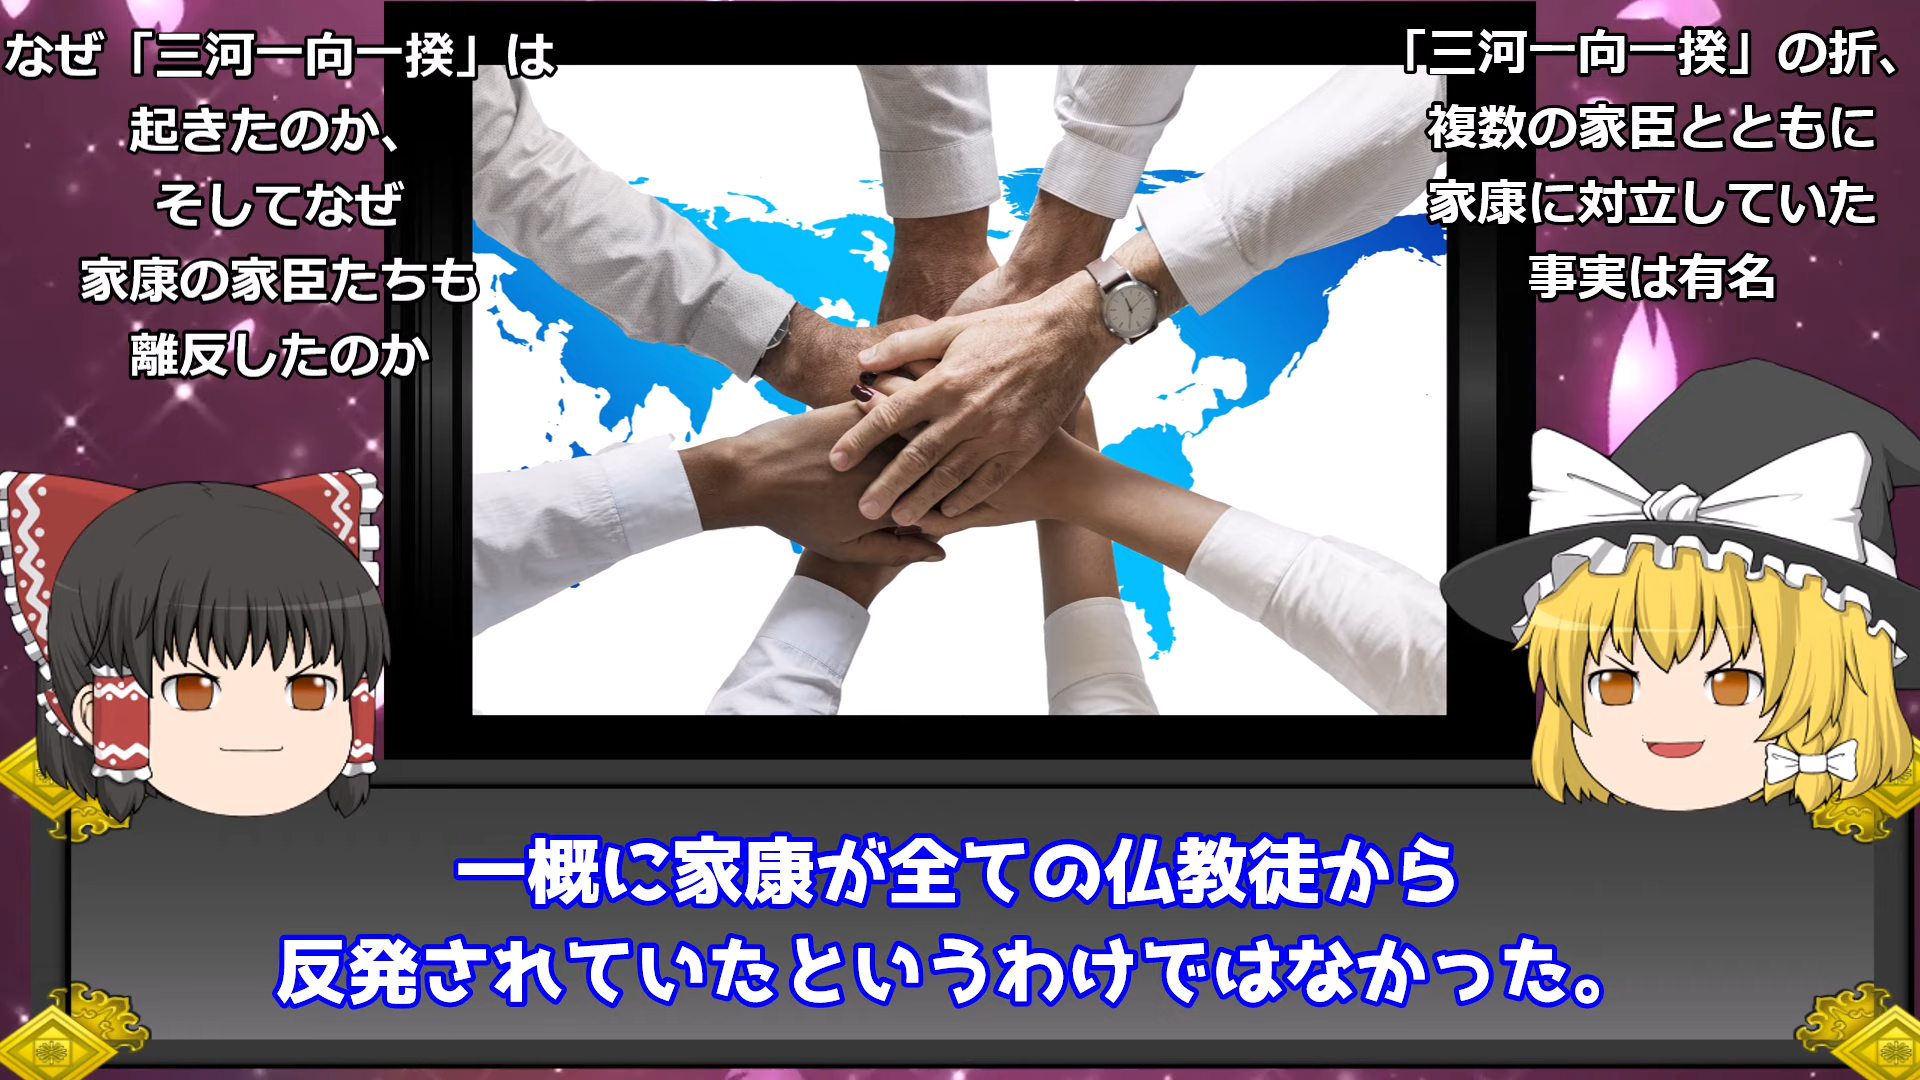 なぜ「三河一向一揆」は
起きたのか、
そしてなぜ
家康の家臣たちも
離反したのか
「三河一向一揆」の折、
複数の家臣とともに
家康に対立していた
事実は有名
一概に家康が全ての仏教徒から
反発されていたというわけではなかった。